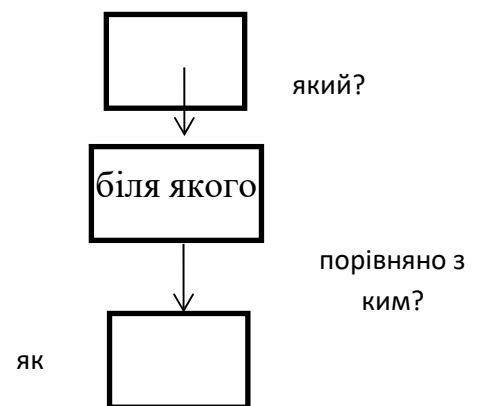 який?
біля якого
порівняно з
ким?
як